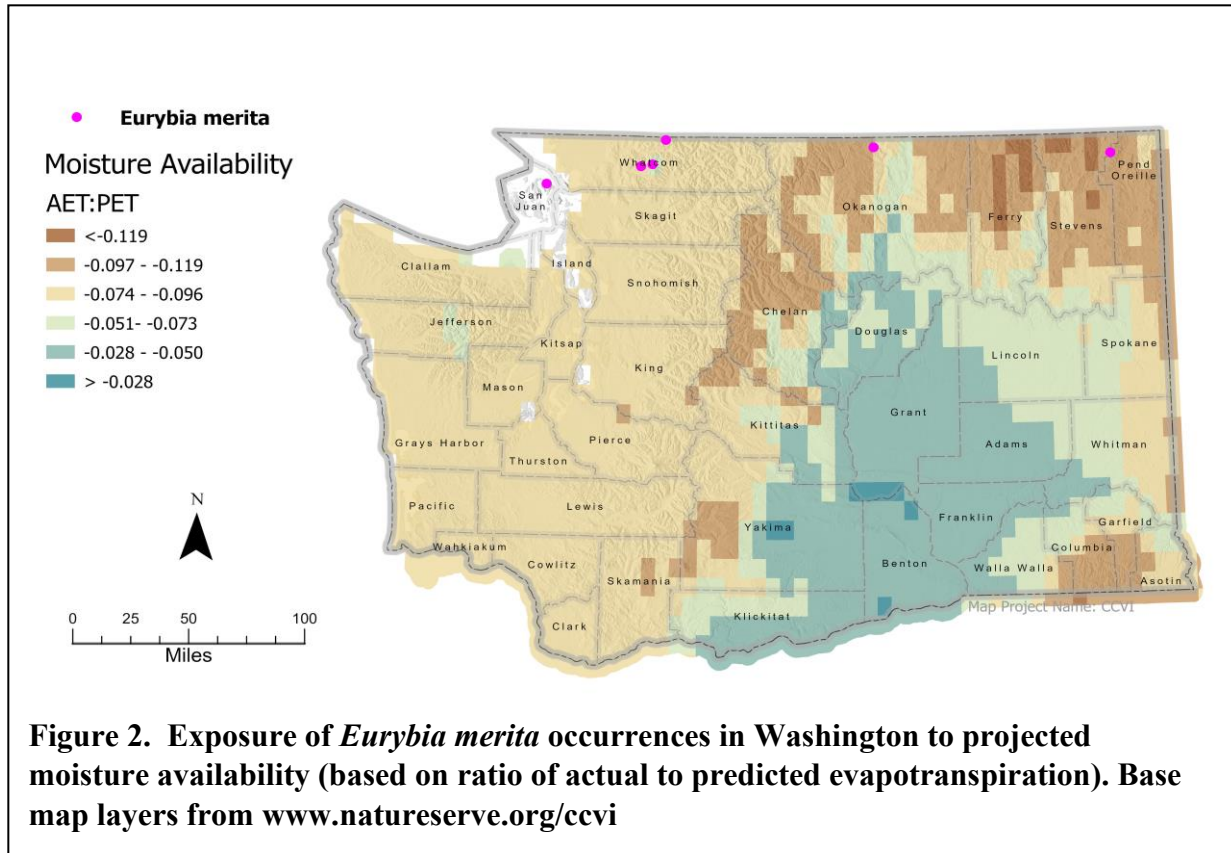 Eurybia merita
Moisture Availability
AET:PET
<-0.119
-0.097 - -0.119
-0.074 - -0.096
-0.051- -0.073
-0.028 - -0.050
> -0.028
N
0 25 50 100
Miles
Whatcom
San
Juan
Skagit
Island
Clallam
Snohomish
Jefferson
Kitsap
King
Mason
Grays Harbor
Pierce
Thurston
Pacific
Lewis
Wahkiakum
Cowlitz
Skamania
Clark
Okanogan
Ferry
Stevens
Pend
Oreille
Chelan
Douglas
Lincoln
Spokane
Grant
Kittitas
Adams
Whitman
Yakima
Franklin
Garfield
Columbia
Benton
Walla Walla
Asotin
Klickitat
Map Project Name: CCVI
Figure 2. Exposure of Eurybia merita occurrences in Washington to projected
moisture availability (based on ratio of actual to predicted evapotranspiration). Base
map layers from www.natureserve.org/ccvi